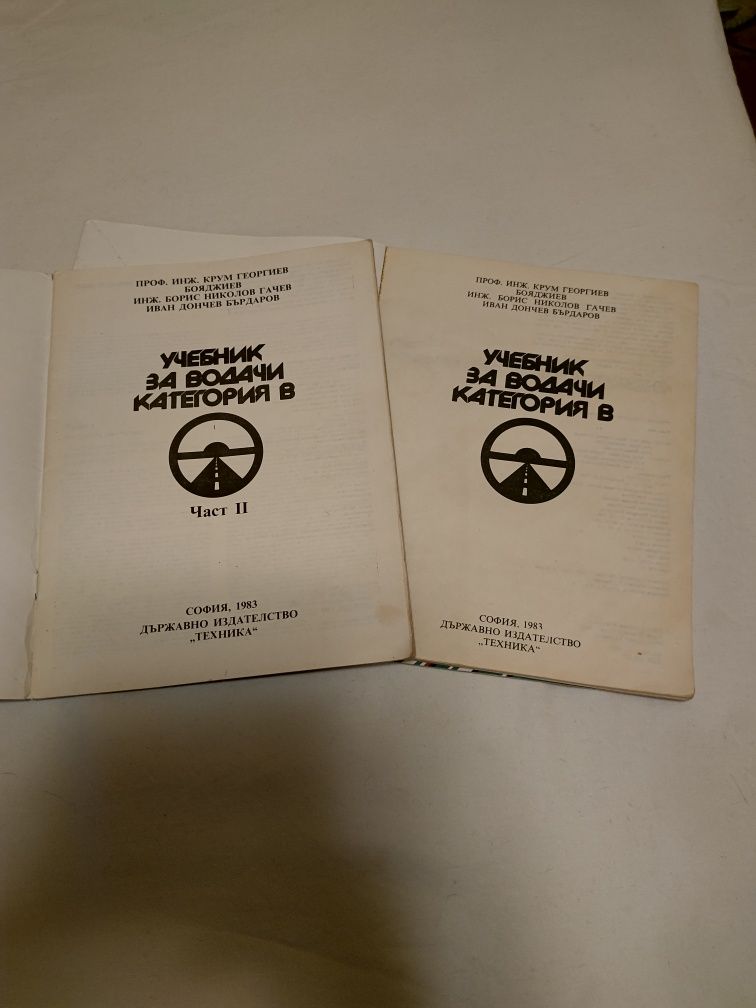 ПРОФ. ИНЖ. КРУМ ГЕОРГИЕВ
БОЯДЖИЕВ
ИНЖ. БОРИС НИКОЛОВ ГАЧЕВ
ИВАН ДОНЧЕВ БЪРДАРОВ
УЧЕБНИК
ЗА ВОДАЧИ
КАТЕГОРИЯ В
Част II
СОФИЯ, 1983
ДЪРЖАВНО ИЗДАТЕЛСТВО
„ТЕХНИКА“
ПРОФ. ИНЖ. КРУМ ГЕОРГИЕВ
БОЯДЖИЕВ
ИНЖ. БОРИС НИКОЛОВ ГАЧЕВ
ИВАН ДОНЧЕВ БЪРДАРОВ
УЧЕБНИК
ЗА ВОДАЧИ
КАТЕГОРИЯ В
СОФИЯ, 1983
ДЪРЖАВНО ИЗДАТЕЛСТВО
„ТЕХНИКА“